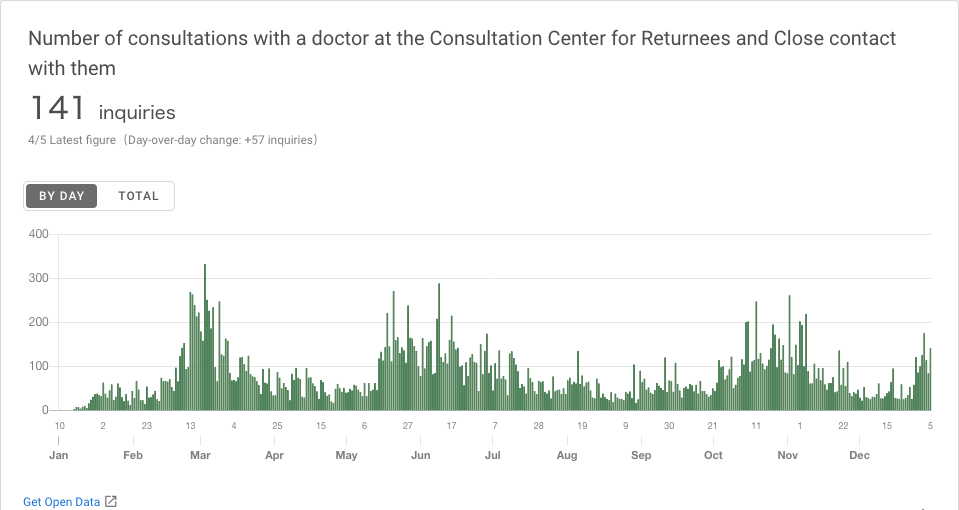 Number of consultations with a doctor at the Consultation Center for Returnees and Close contact
with them
141 inquiries
4/5 Latest figure（Day-over-day change: +57 inquiries）
BY DAY TOTAL
400
300
200
100
0
10 2 23 13 4 25 15 6 27 17 7 28 19 9 30 21 11 1 22 15 5
Jan Feb Mar Apr May Jun Jul Aug Sep Oct Nov Dec
Get Open Data